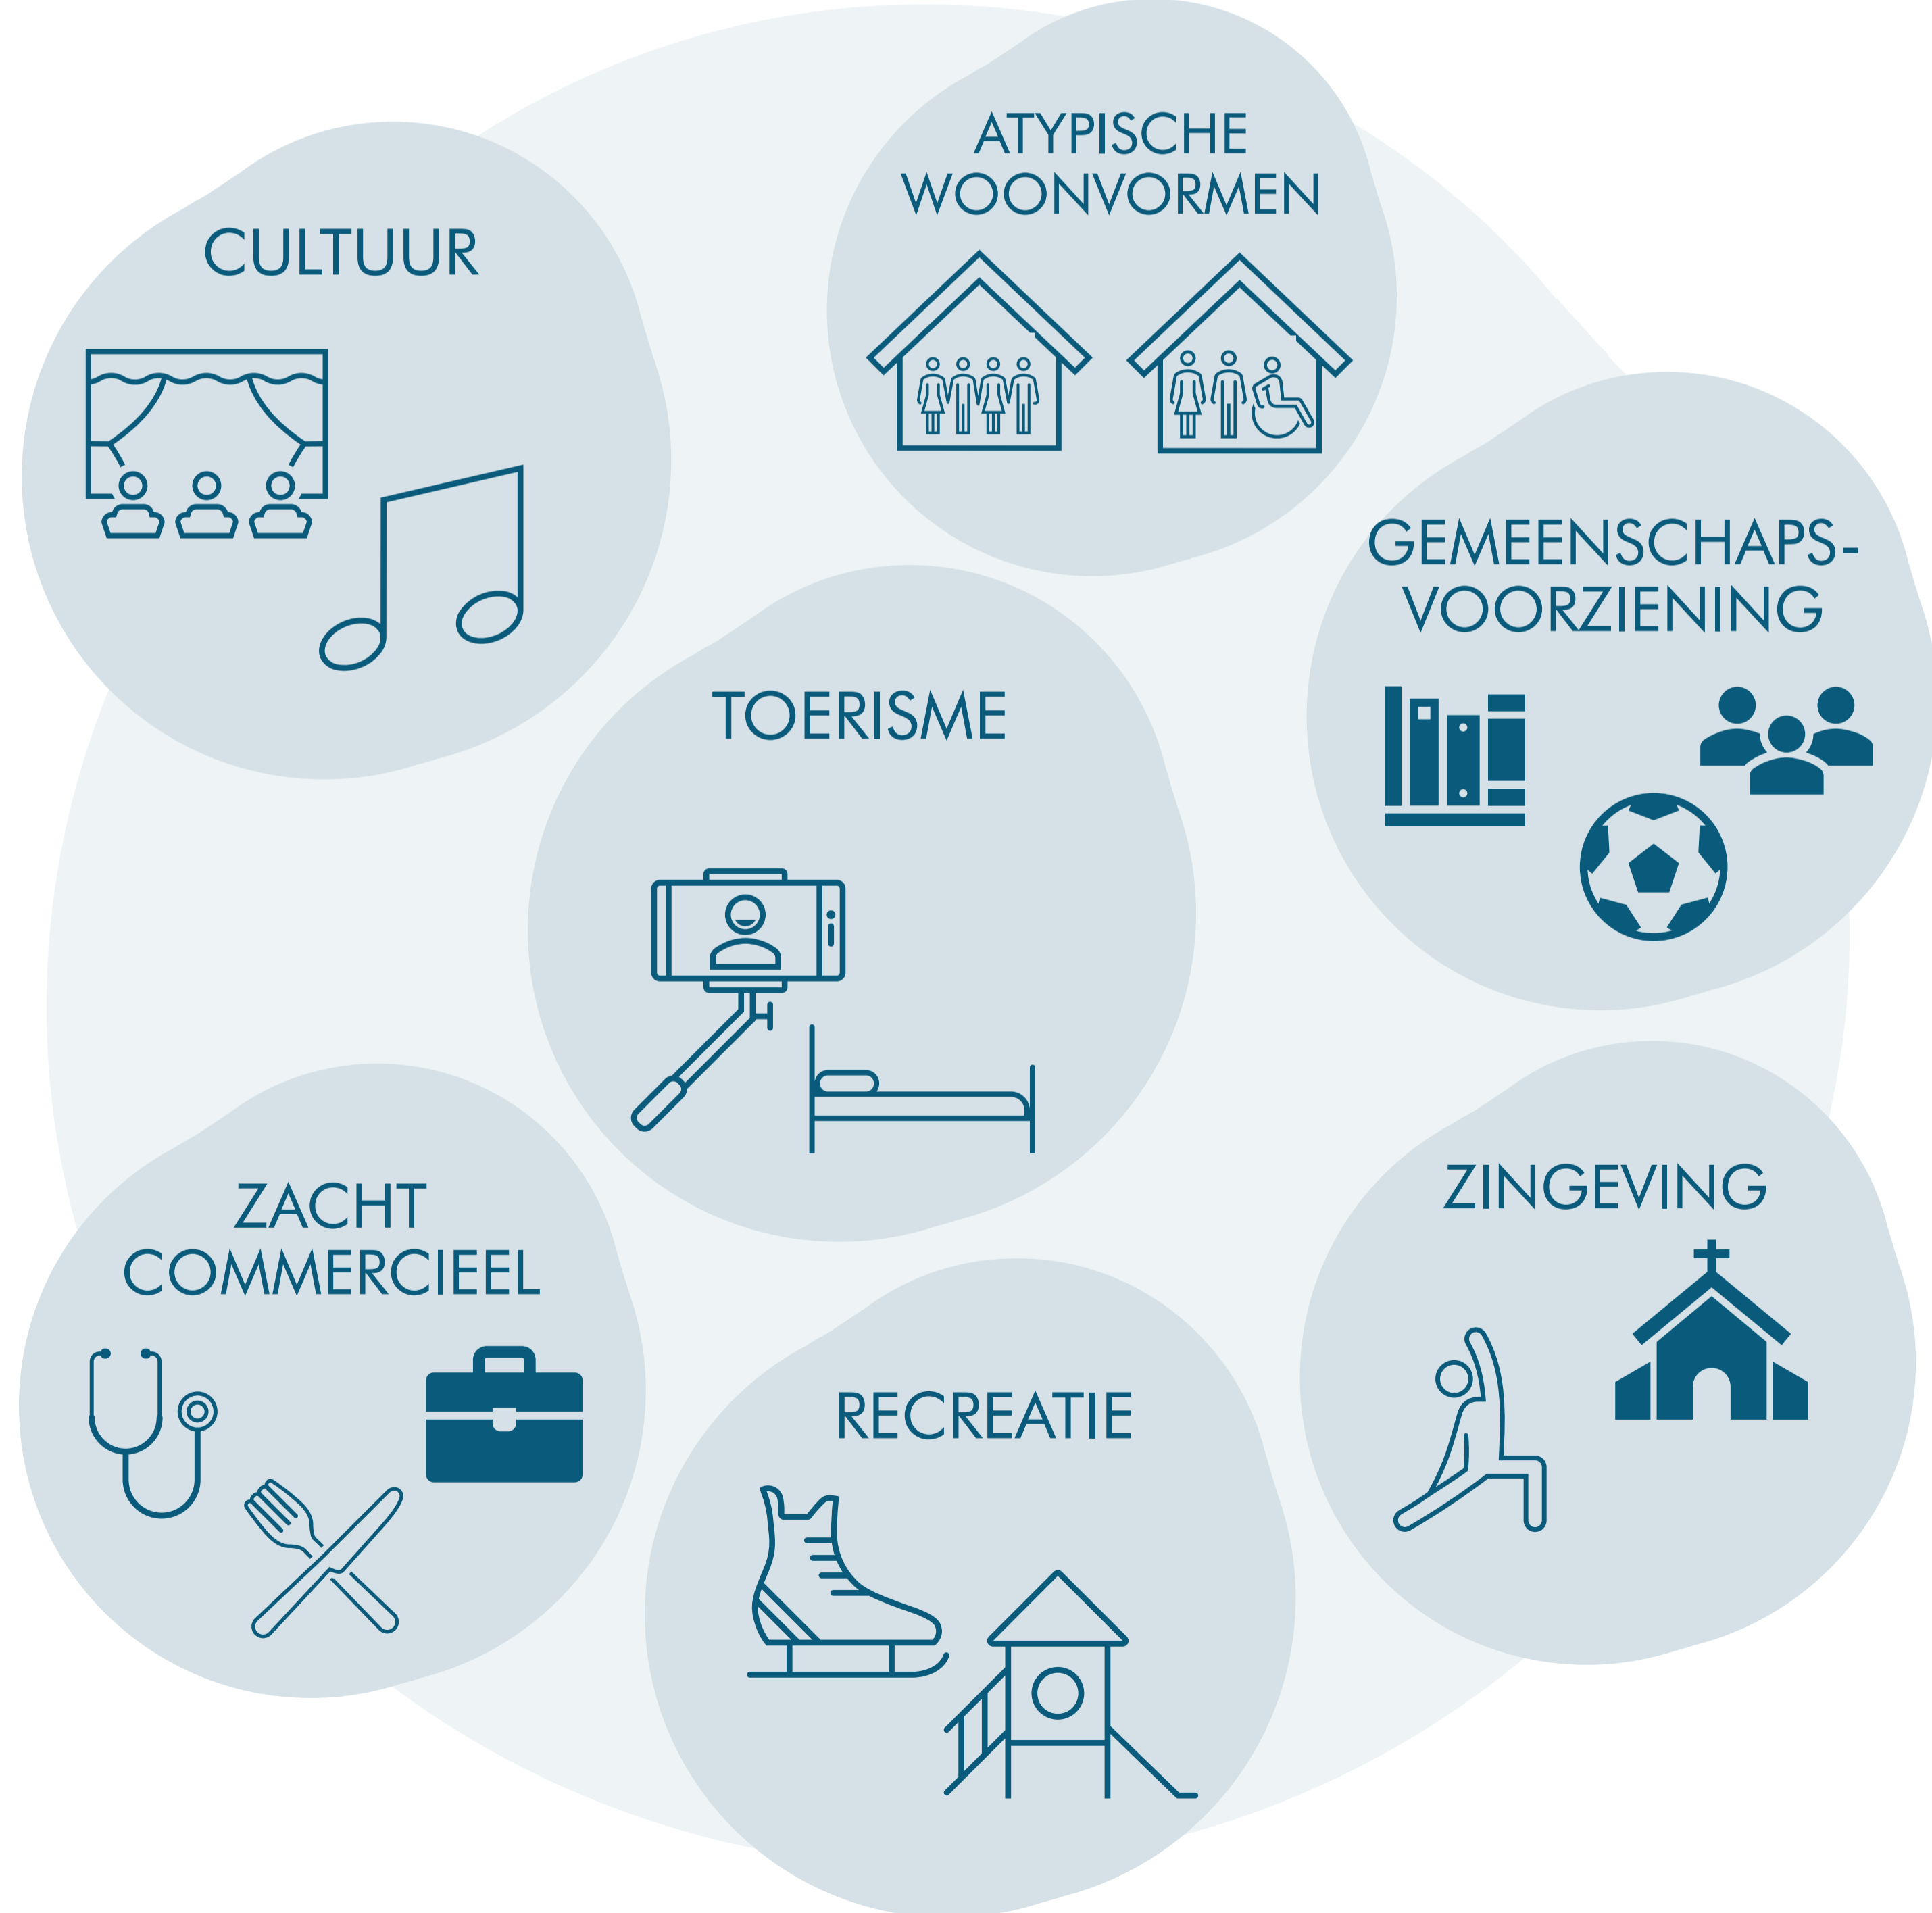 ATYPISCHE
WOONVORMEN
CULTUUR
GEMEENSCHAPS-
VOORZIENING
TOERISME
ZACHT
COMMERCIEEL
ZINGEVING
RECREATIE